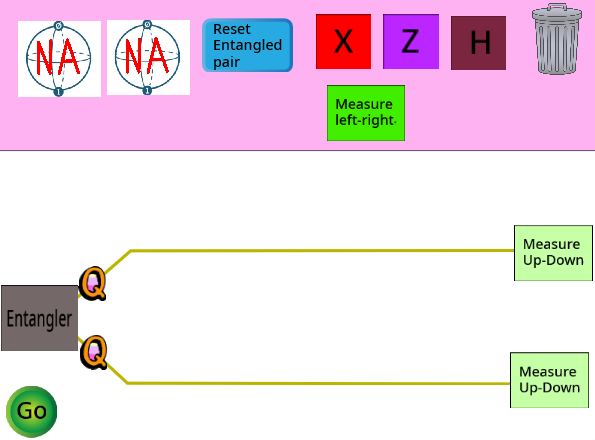 NA
NA
Reset
Entangled
pair
X
Z
H
Measure
left-right-
Measure
Up-Down
Q
Entangler
Q
Measure
Up-Down
Go